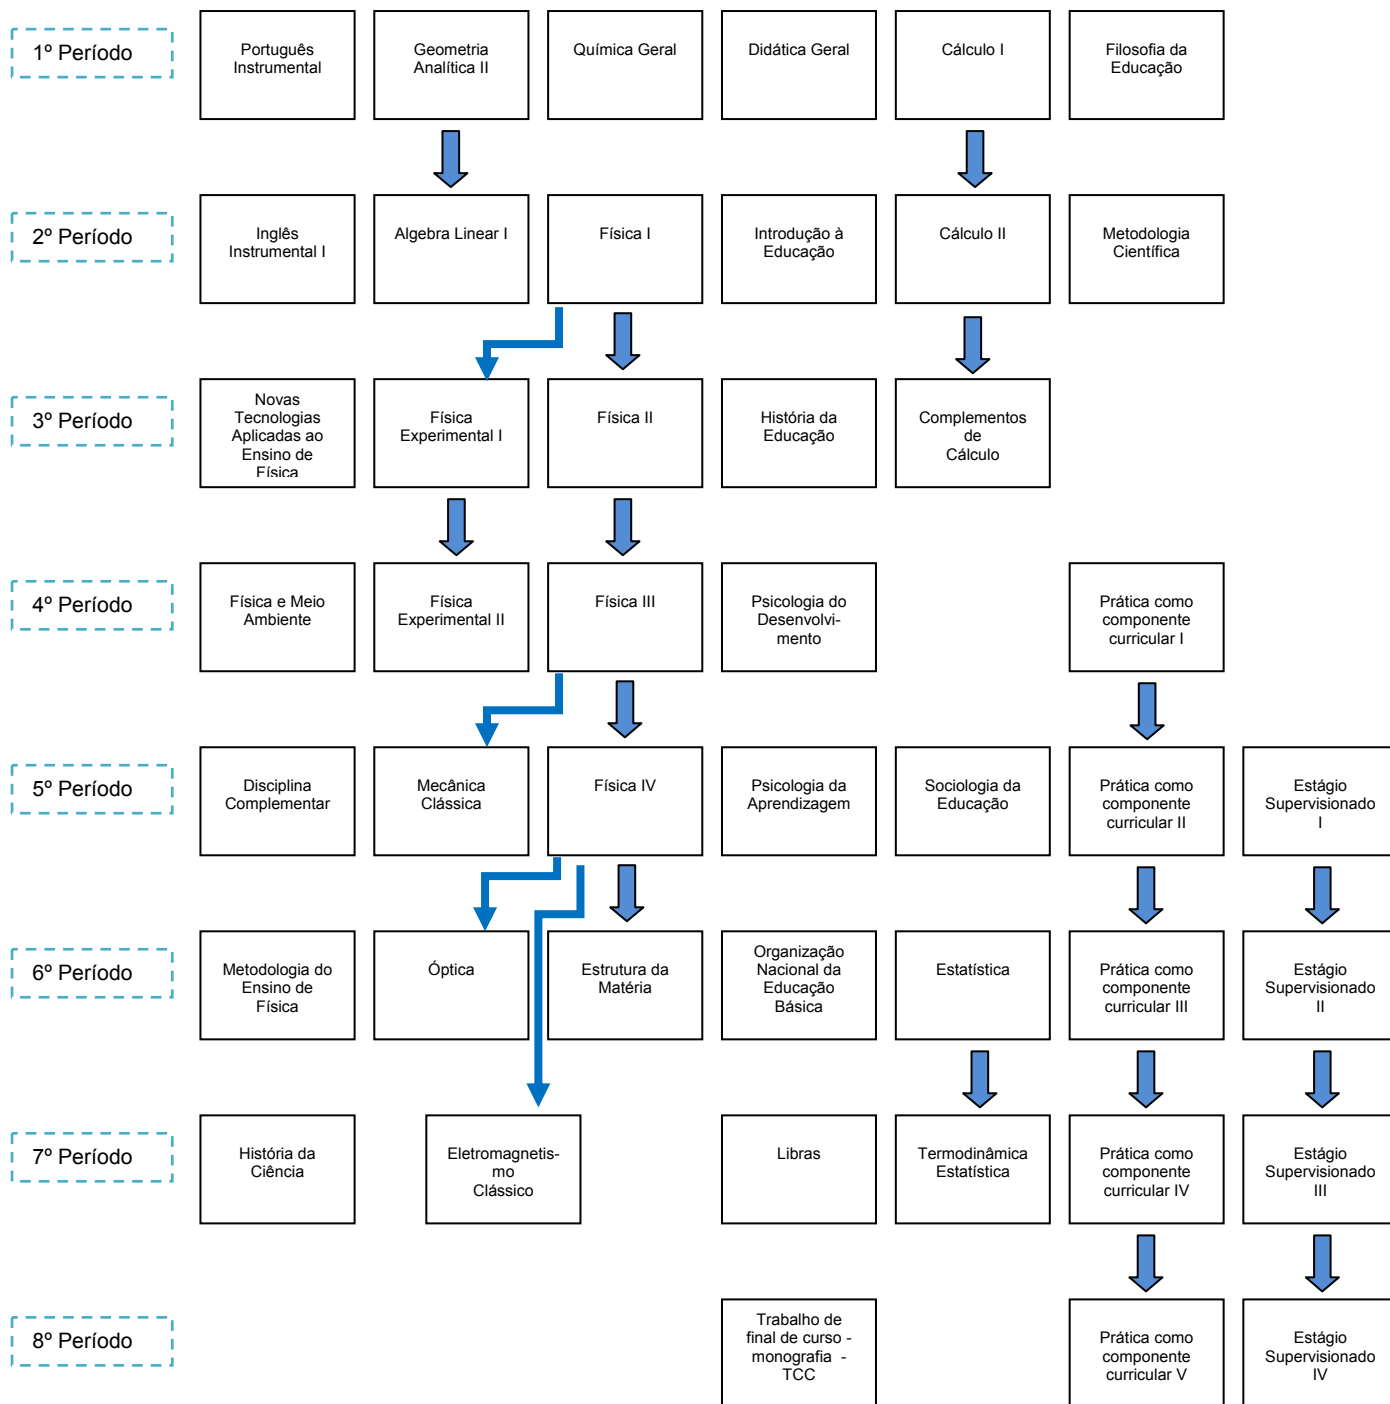 1º Período
Português
Instrumental
Geometria
Analítica II
Química Geral
Didática Geral
Cálculo I
Filosofia da
Educação
2º Período
Inglês
Instrumental I
Algebra Linear I
Física I
Introdução à
Educação
Cálculo II
Metodologia
Científica
3º Período
Novas
Tecnologias
Aplicadas ao
Ensino de
Física
Física
Experimental I
Física II
História da
Educação
Complementos
de
Cálculo
4º Período
Física e Meio
Ambiente
Física
Experimental II
Física III
Psicologia do
Desenvolvi-
mento
Prática como
componente
curricular I
5º Período
Disciplina
Complementar
Mecânica
Clássica
Física IV
Psicologia da
Aprendizagem
Sociologia da
Educação
Prática como
componente
curricular II
Estágio
Supervisionado
I
6º Período
Metodologia do
Ensino de
Física
Óptica
Estrutura da
Matéria
Organização
Nacional da
Educação
Básica
Estatística
Prática como
componente
curricular III
Estágio
Supervisionado
II
7º Período
História da
Ciência
Eletromagnetis-
mo
Clássico
Libras
Termodinâmica
Estatística
Prática como
componente
curricular IV
Estágio
Supervisionado
III
8º Período
Trabalho de
final de curso -
monografia -
TCC
Prática como
componente
curricular V
Estágio
Supervisionado
IV